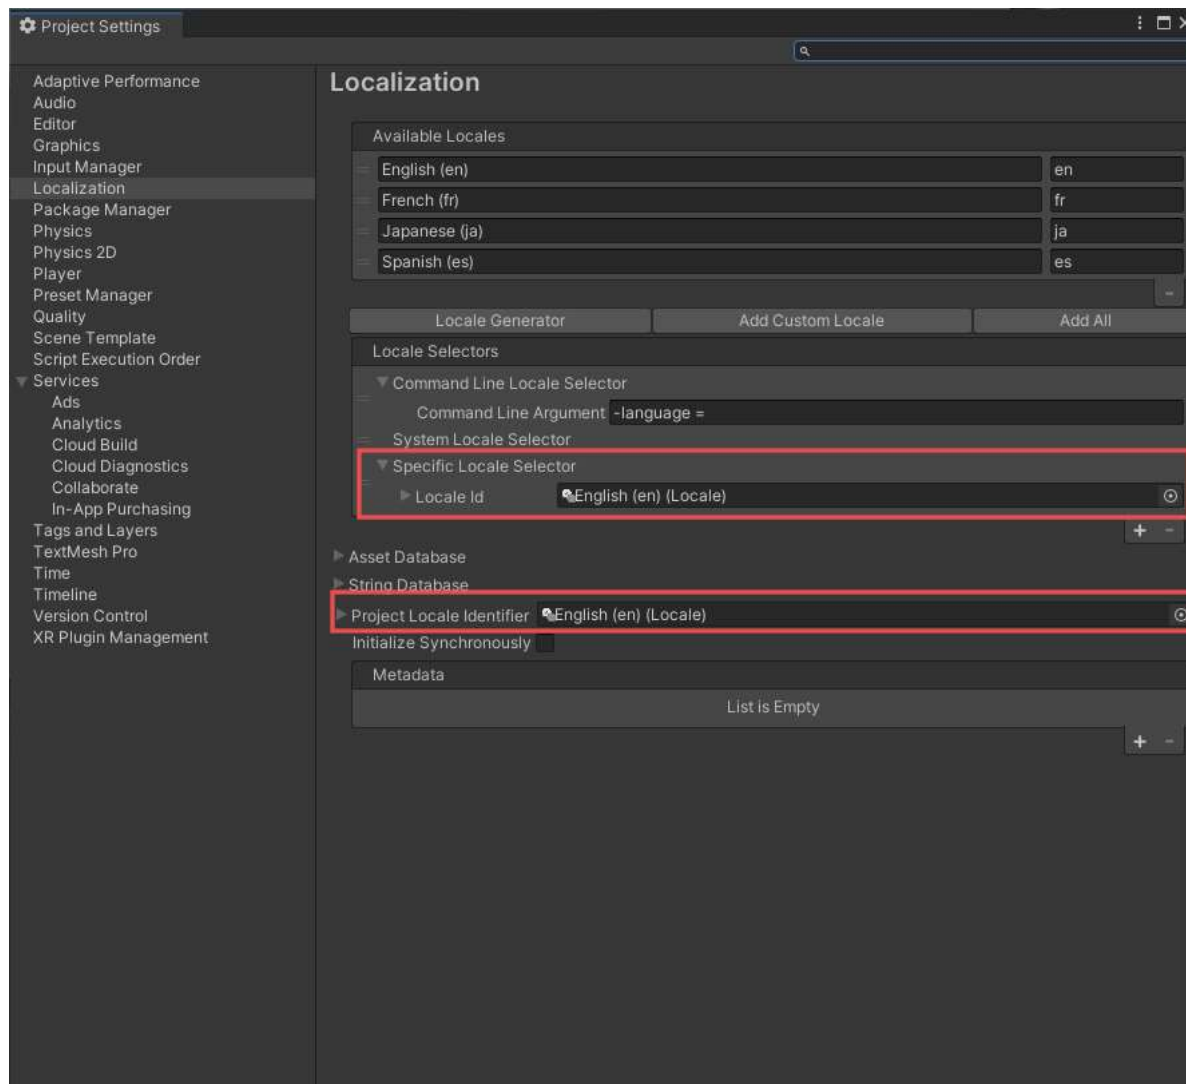 Project Settings
Adaptive Performance
Audio
Editor
Graphics
Input Manager
Localization
Package Manager
Physics
Physics 2D
Player
Preset Manager
Quality
Scene Template
Script Execution Order
Services
Ads
Analytics
Cloud Build
Cloud Diagnostics
Collaborate
In-App Purchasing
Tags and Layers
TextMesh Pro
Time
Timeline
Version Control
XR Plugin Management
Localization
Available Locales
English (en) en
French (fr) fr
Japanese (ja) ja
Spanish (es) es
Locale Generator Add Custom Locale Add All
Locale Selectors
Command Line Locale Selector
Command Line Argument -language =
System Locale Selector
Specific Locale Selector
Locale Id English (en) (Locale)
Asset Database
String Database
Project Locale Identifier English (en) (Locale)
Initialize Synchronously
Metadata
List is Empty